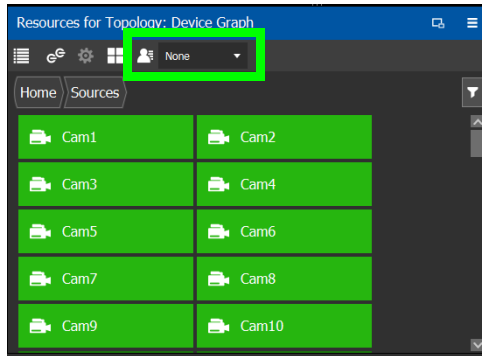 Resources for Topology: Device Graph
None
Home Sources
Cam1 Cam2
Cam3 Cam4
Cam5 Cam6
Cam7 Cam8
Cam9 Cam10